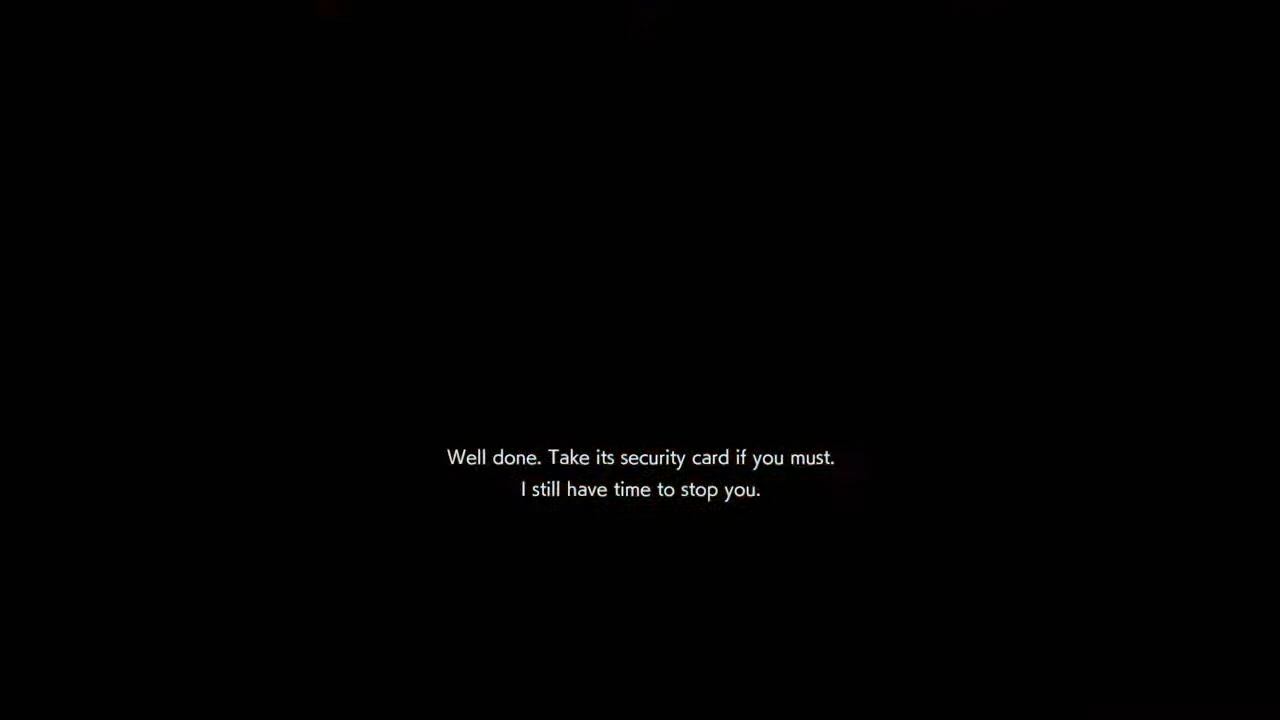 Well done. Take its security card if you must.
I still have time to stop you.